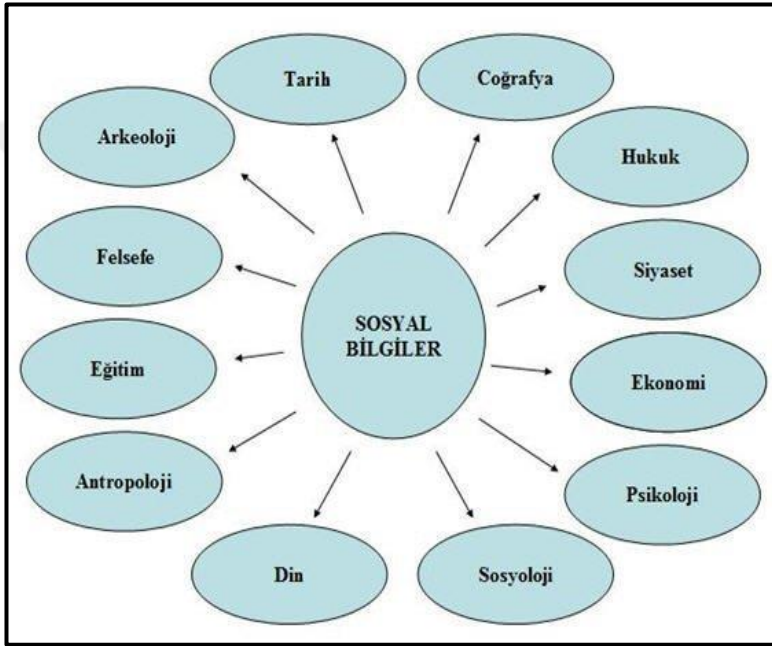 Tarih
Coğrafya
Arkeoloji
Hukuk
Felsefe
Siyaset
SOSYAL
BİLGİLER
Eğitim
Ekonomi
Antropoloji
Psikoloji
Din
Sosyoloji